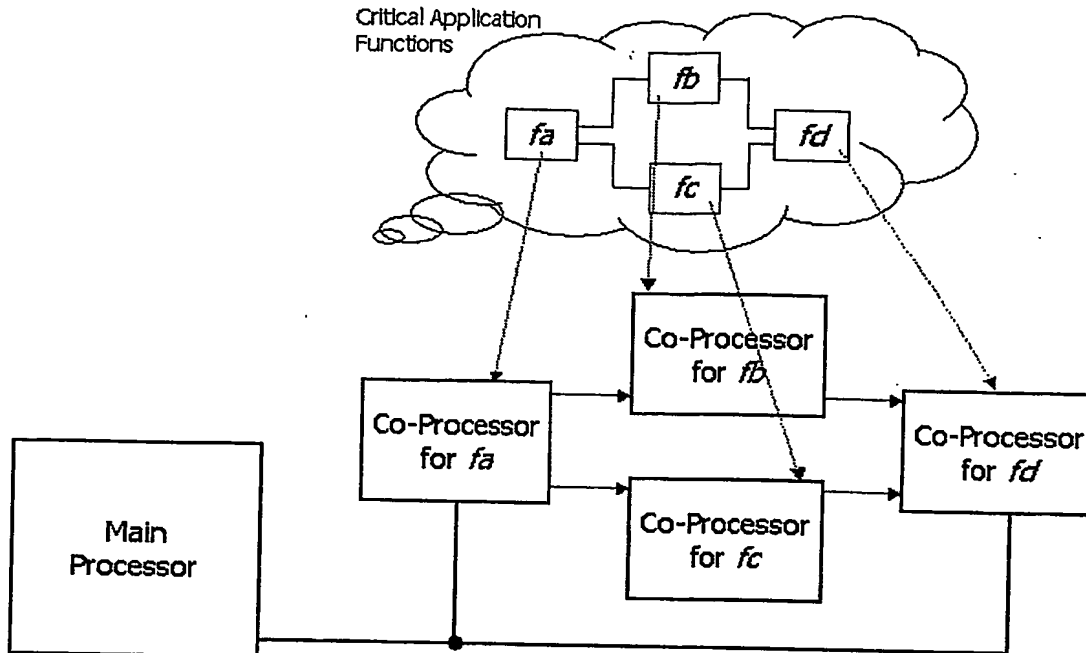 Critical Application
Functions
fb
fa
fd
fc
Co-Processor
for fb
Co-Processor
for fa
Co-Processor
for fd
Co-Processor
for fc
Main
Processor